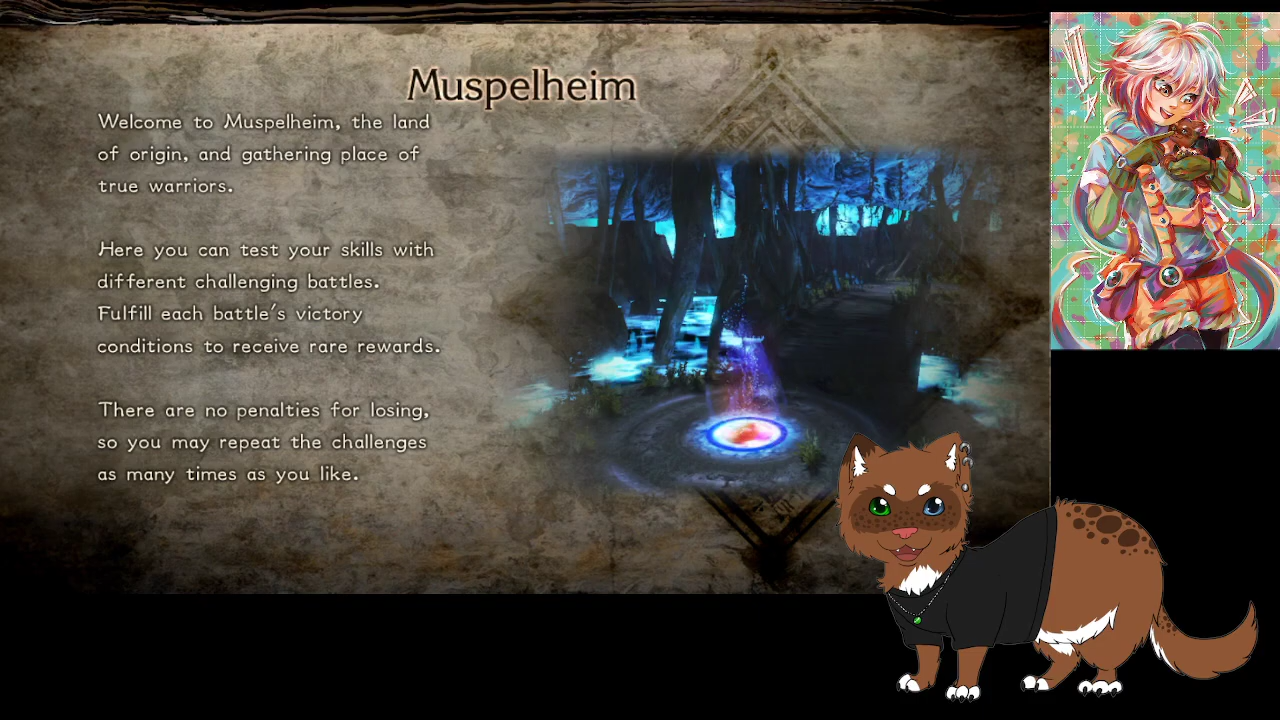 Muspelheim
Welcome to Muspelheim, the land
of origin, and gathering place of
true warriors.
Here you can test your skills with
different challenging battles.
Fulfill each battle's victory
conditions to receive rare rewards.
There are no penalties for losing,
so you may repeat the challenges
as many times as you like.